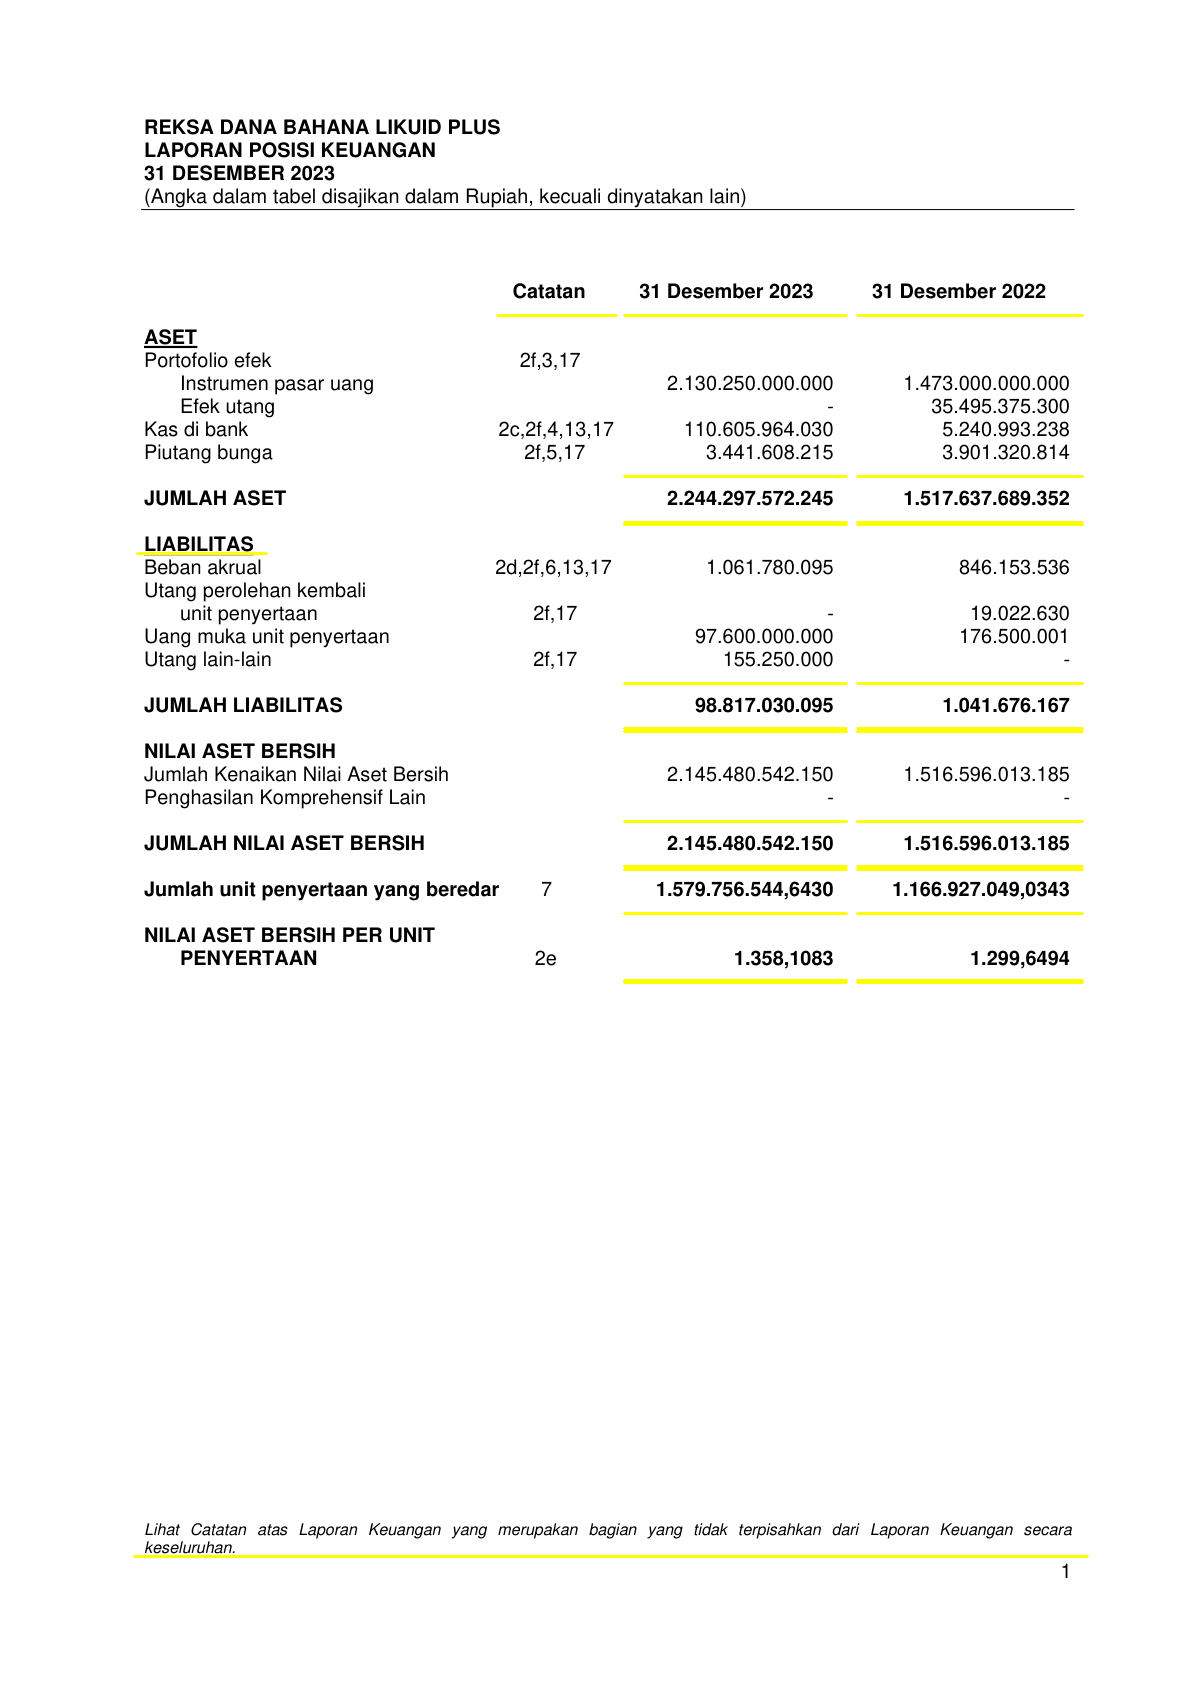 REKSA DANA BAHANA LIKUID PLUS
LAPORAN POSISI KEUANGAN
31 DESEMBER 2023
(Angka dalam tabel disajikan dalam Rupiah, kecuali dinyatakan lain)
Catatan 31 Desember 2023 31 Desember 2022
ASET
Portofolio efek 2f,3,17
Instrumen pasar uang 2.130.250.000.000 1.473.000.000.000
Efek utang - 35.495.375.300
Kas di bank 2c,2f,4,13,17 110.605.964.030 5.240.993.238
Piutang bunga 2f,5,17 3.441.608.215 3.901.320.814
JUMLAH ASET 2.244.297.572.245 1.517.637.689.352
LIABILITAS
Beban akrual 2d,2f,6,13,17 1.061.780.095 846.153.536
Utang perolehan kembali
unit penyertaan 2f,17 - 19.022.630
Uang muka unit penyertaan 97.600.000.000 176.500.001
Utang lain-lain 2f,17 155.250.000 -
JUMLAH LIABILITAS 98.817.030.095 1.041.676.167
NILAI ASET BERSIH
Jumlah Kenaikan Nilai Aset Bersih 2.145.480.542.150 1.516.596.013.185
Penghasilan Komprehensif Lain - -
JUMLAH NILAI ASET BERSIH 2.145.480.542.150 1.516.596.013.185
Jumlah unit penyertaan yang beredar 7 1.579.756.544,6430 1.166.927.049,0343
NILAI ASET BERSIH PER UNIT
PENYERTAAN 2e 1.358,1083 1.299,6494
Lihat Catatan atas Laporan Keuangan yang merupakan bagian yang tidak terpisahkan dari Laporan Keuangan secara
keseluruhan.
1